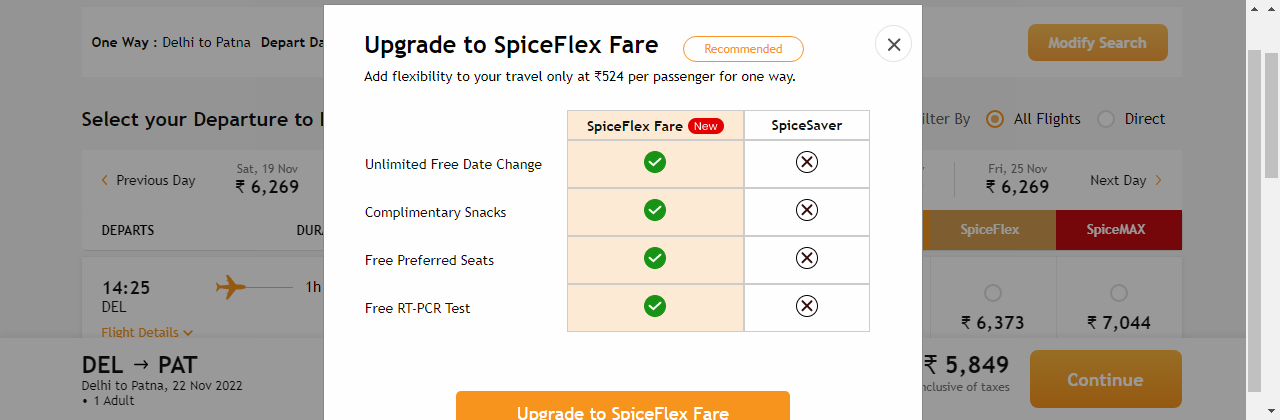 One Way : Delhi to Patna Depart Da
Modify Search
Upgrade to SpiceFlex Fare
Recommended
Add flexibility to your travel only at ₹524 per passenger for one way.
Select your Departure to
ilter By All Flights Direct
SpiceFlex Fare New SpiceSaver
Unlimited Free Date Change
Complimentary Snacks
Free Preferred Seats
Free RT-PCR Test
Previous Day
Sat, 19 Nov
₹ 6,269
Fri, 25 Nov
₹ 6,269
Next Day
DEPARTS DUR
SpiceFlex SpiceMAX
14:25
DEL
1h
Flight Details
₹ 6,373 ₹ 7,044
DEL → PAT
Delhi to Patna, 22 Nov 2022
• 1 Adult
₹ 5,849
nclusive of taxes
Continue
Upgrade to SpiceFlex Fare